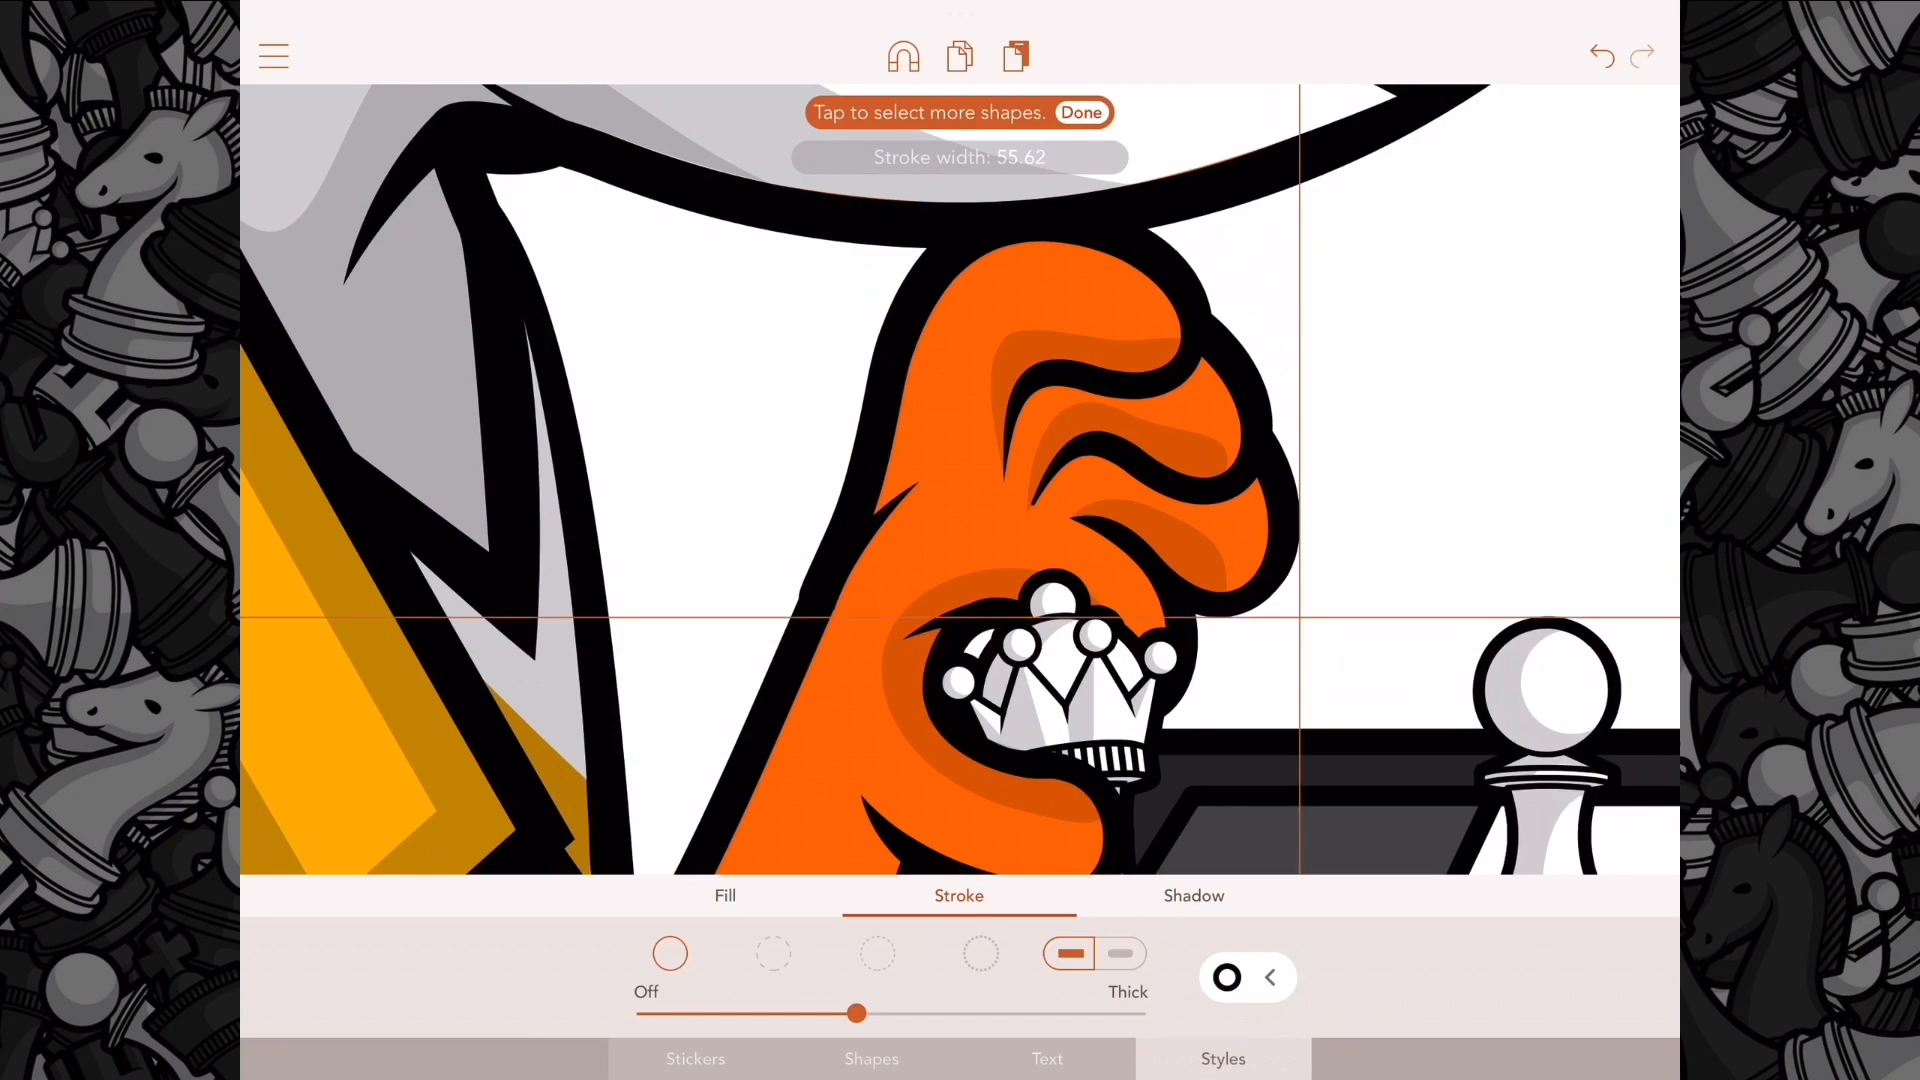 Tap to select more shapes. Done
Stroke width: 55.62
Fill Stroke Shadow
Off Thick
Stickers Shapes Text Styles